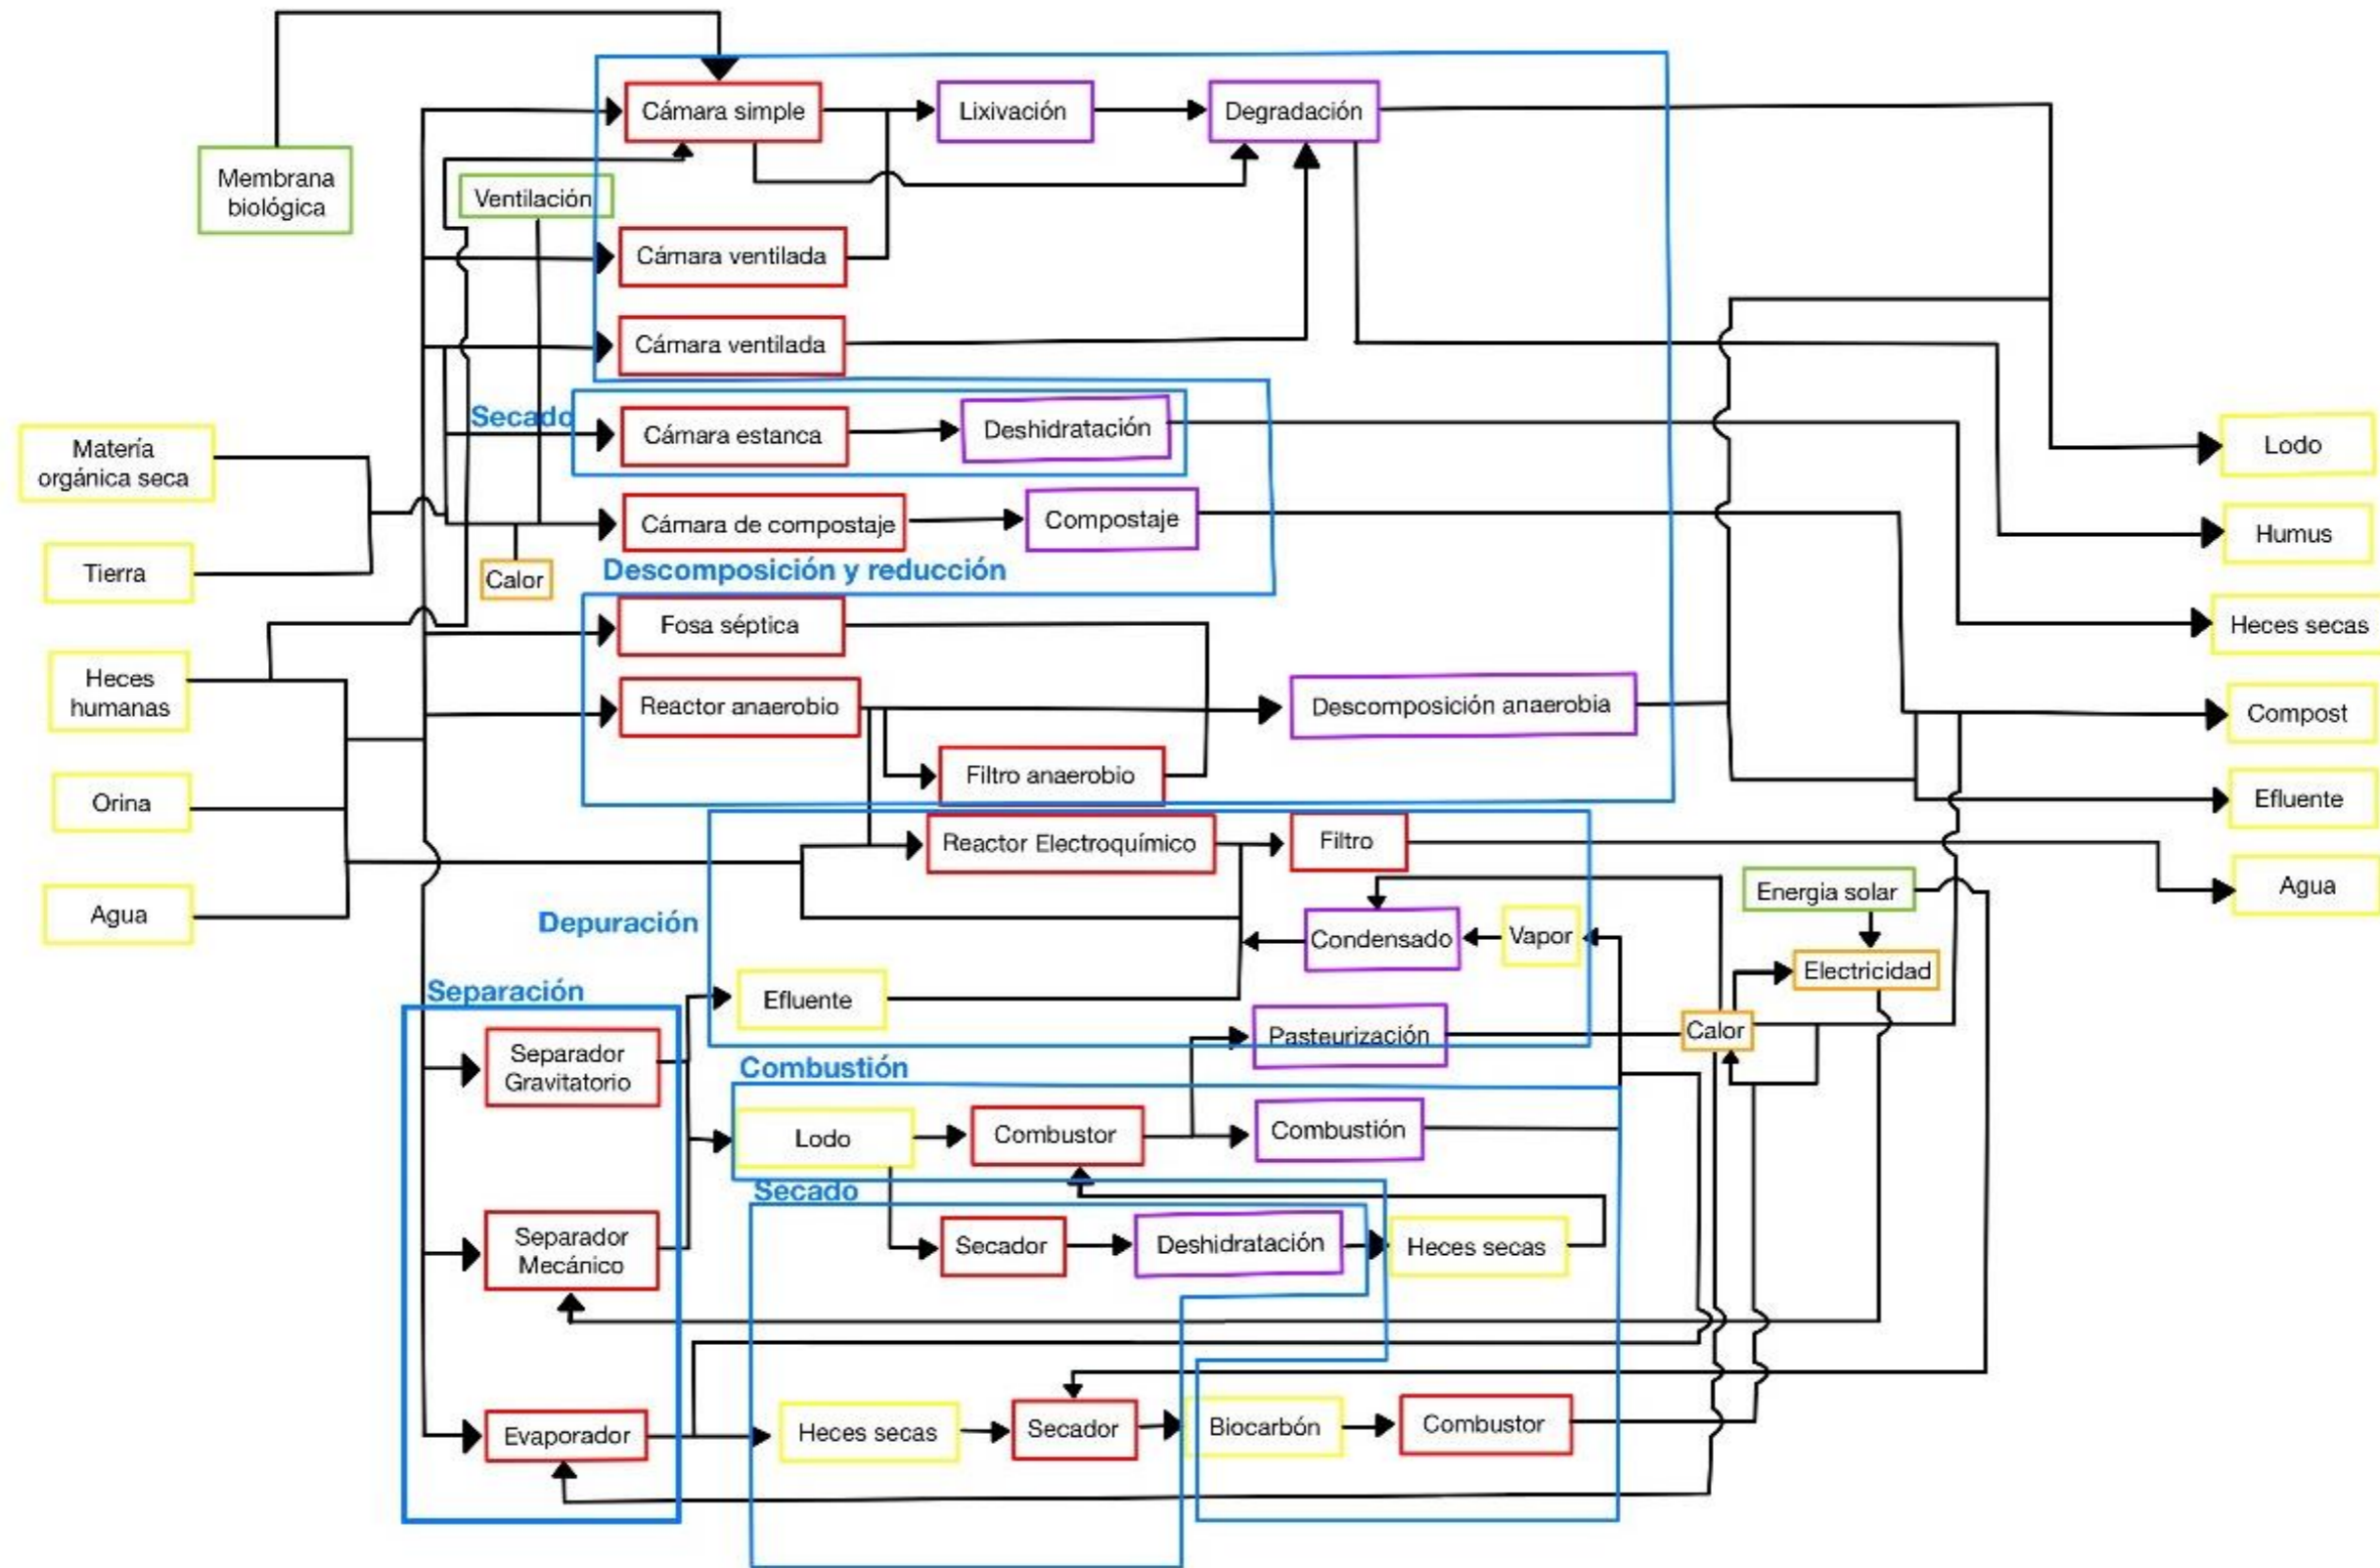 Cámara simple
Lixivación
Degradación
Membrana
biológica
Ventilación
Cámara ventilada
Cámara ventilada
Secado
Cámara estanca
Deshidratación
Matería
orgánica seca
Lodo
Cámara de compostaje
Compostaje
Humus
Tierra
Calor
Descomposición y reducción
Fosa séptica
Heces secas
Heces
humanas
Reactor anaerobio
Descomposición anaerobia
Compost
Filtro anaerobio
Orina
Efluente
Reactor Electroquímico
Filtro
Energia solar
Agua
Agua
Depuración
Condensado
Vapor
Electricidad
Separación
Efluente
Pasteurización
Calor
Separador
Gravitatorio
Combustión
Lodo
Combustor
Combustión
Secado
Separador
Mecánico
Secador
Deshidratación
Heces secas
Evaporador
Heces secas
Secador
Biocarbón
Combustor